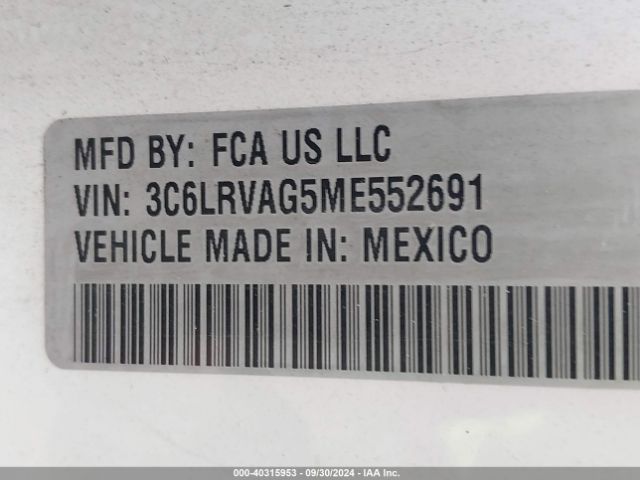 MFD BY: FCA US LLC
VIN: 3C6LRVAG5ME552691
VEHICLE MADE IN: MEXICO
000-40315953 - 09/30/2024 - IAA Inc.